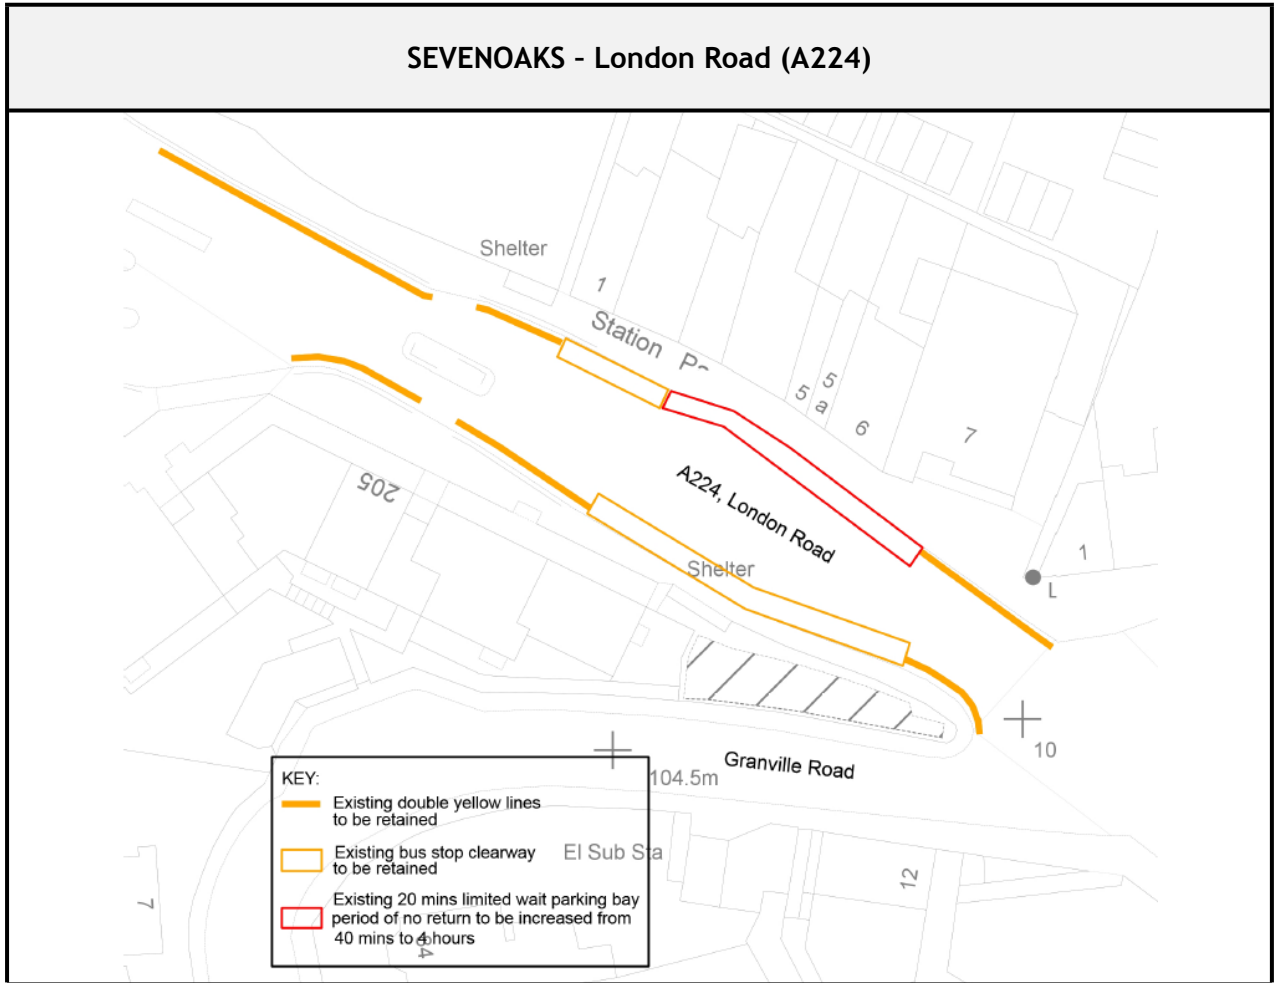 SEVENOAKS – London Road (A224)
Shelter
1
Station
5
5
a
6
7
205
A224, London Road
Shelter
1
L
10
Granville Road
104.5m
KEY:
Existing double yellow lines
to be retained
Existing bus stop clearway
to be retained
Existing 20 mins limited wait parking bay
period of no return to be increased from
40 mins to 4 hours
El Sub Sta
12
7
84